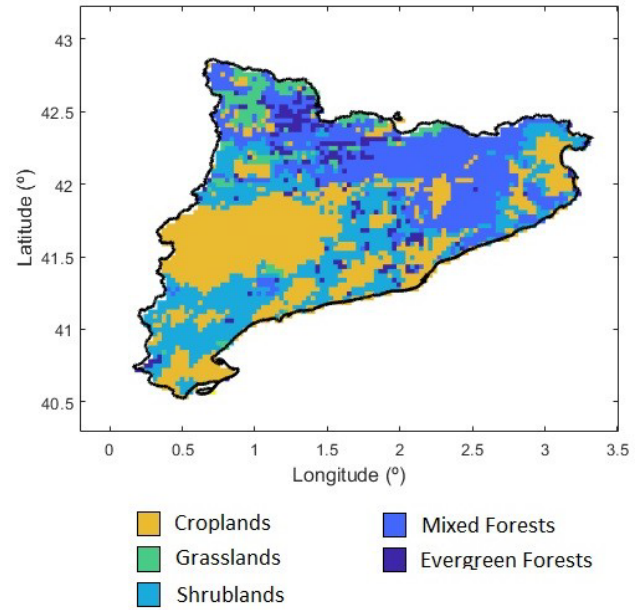 43
42.5
42
41.5
41
40.5
Latitude (º)
0 0.5 1 1.5 2 2.5 3 3.5
Longitude (º)
Croplands
Grasslands
Shrublands
Mixed Forests
Evergreen Forests